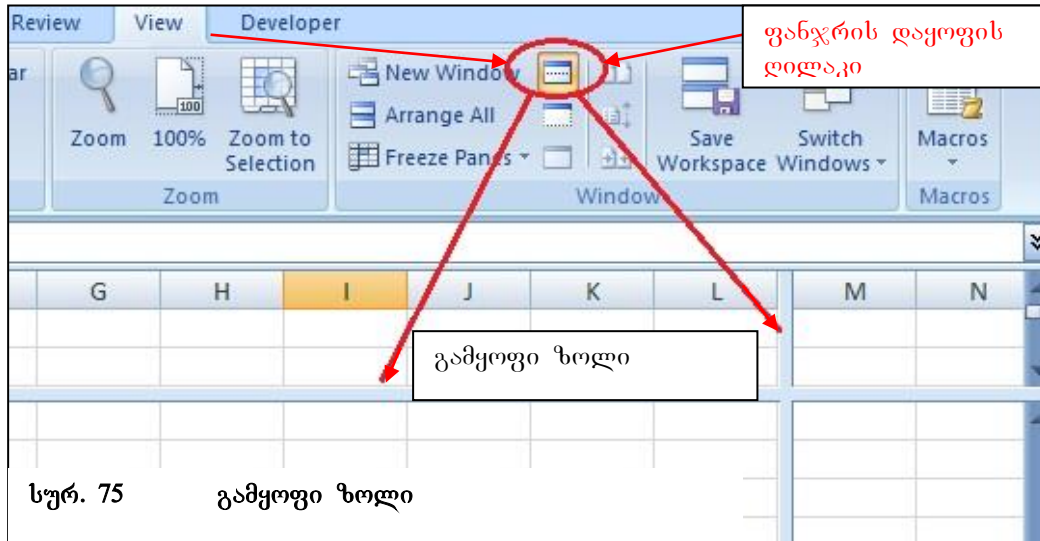 Review View Developer
ფანჯრის დაყოფის
ღილაკი
ar
Zoom
100
100%
Zoom to
Selection
Zoom
New Window
Arrange All
Freeze Panes
Save
Workspace
Switch
Windows
Window
Macros
Macros
G H I J K L M N
გამყოფი ზოლი
სურ. 75 გამყოფი ზოლი